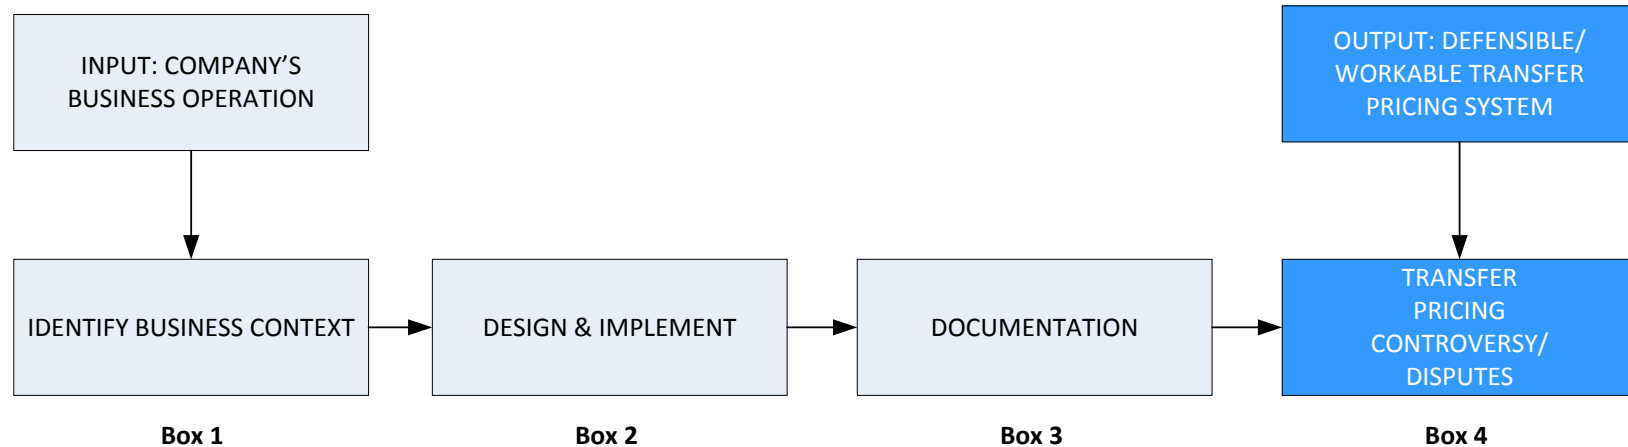 INPUT: COMPANY’S
BUSINESS OPERATION
OUTPUT: DEFENSIBLE/
WORKABLE TRANSFER
PRICING SYSTEM
IDENTIFY BUSINESS CONTEXT
DESIGN & IMPLEMENT
DOCUMENTATION
TRANSFER
PRICING
CONTROVERSY/
DISPUTES
Box 1
Box 2
Box 3
Box 4